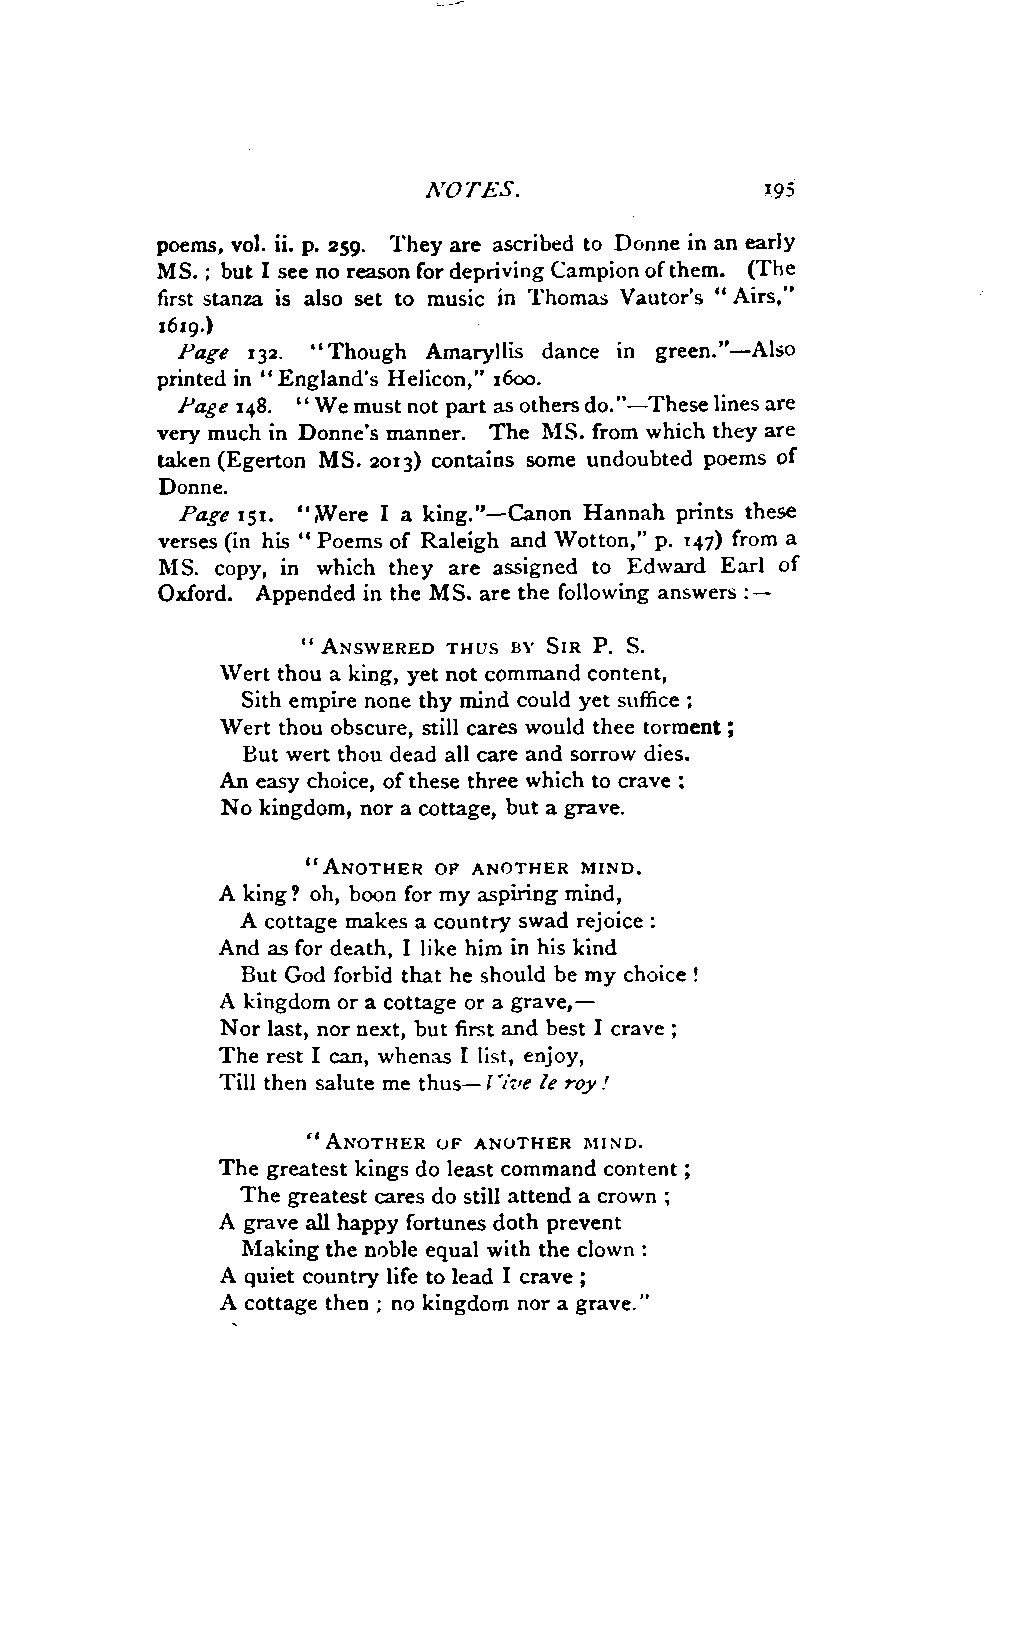 NOTES. 195
poems, vol. ii. p. 259. They are ascribed to Donne in an early
MS. ; but I see no reason for depriving Campion of them. (The
first stanza is also set to music in Thomas Vautor's "Airs,"
1619.)
Page 132. "Though Amaryllis dance in green."—Also
printed in "England's Helicon," 1600.
Page 148. "We must not part as others do."—These lines are
very much in Donne's manner. The MS. from which they are
taken (Egerton MS. 2013) contains some undoubted poems of
Donne.
Page 151. "Were I a king."—Canon Hannah prints these
verses (in his "Poems of Raleigh and Wotton," p. 147) from a
MS. copy, in which they are assigned to Edward Earl of
Oxford. Appended in the MS. are the following answers :—
"ANSWERED THUS BY SIR P. S.
Wert thou a king, yet not command content,
Sith empire none thy mind could yet suffice ;
Wert thou obscure, still cares would thee torment ;
But wert thou dead all care and sorrow dies.
An easy choice, of these three which to crave :
No kingdom, nor a cottage, but a grave.
"ANOTHER OF ANOTHER MIND.
A king? oh, boon for my aspiring mind,
A cottage makes a country swad rejoice :
And as for death, I like him in his kind
But God forbid that he should be my choice !
A kingdom or a cottage or a grave,—
Nor last, nor next, but first and best I crave ;
The rest I can, whenas I list, enjoy,
Till then salute me thus—Vive le roy !
"ANOTHER OF ANOTHER MIND.
The greatest kings do least command content ;
The greatest cares do still attend a crown ;
A grave all happy fortunes doth prevent
Making the noble equal with the clown :
A quiet country life to lead I crave ;
A cottage then ; no kingdom nor a grave."